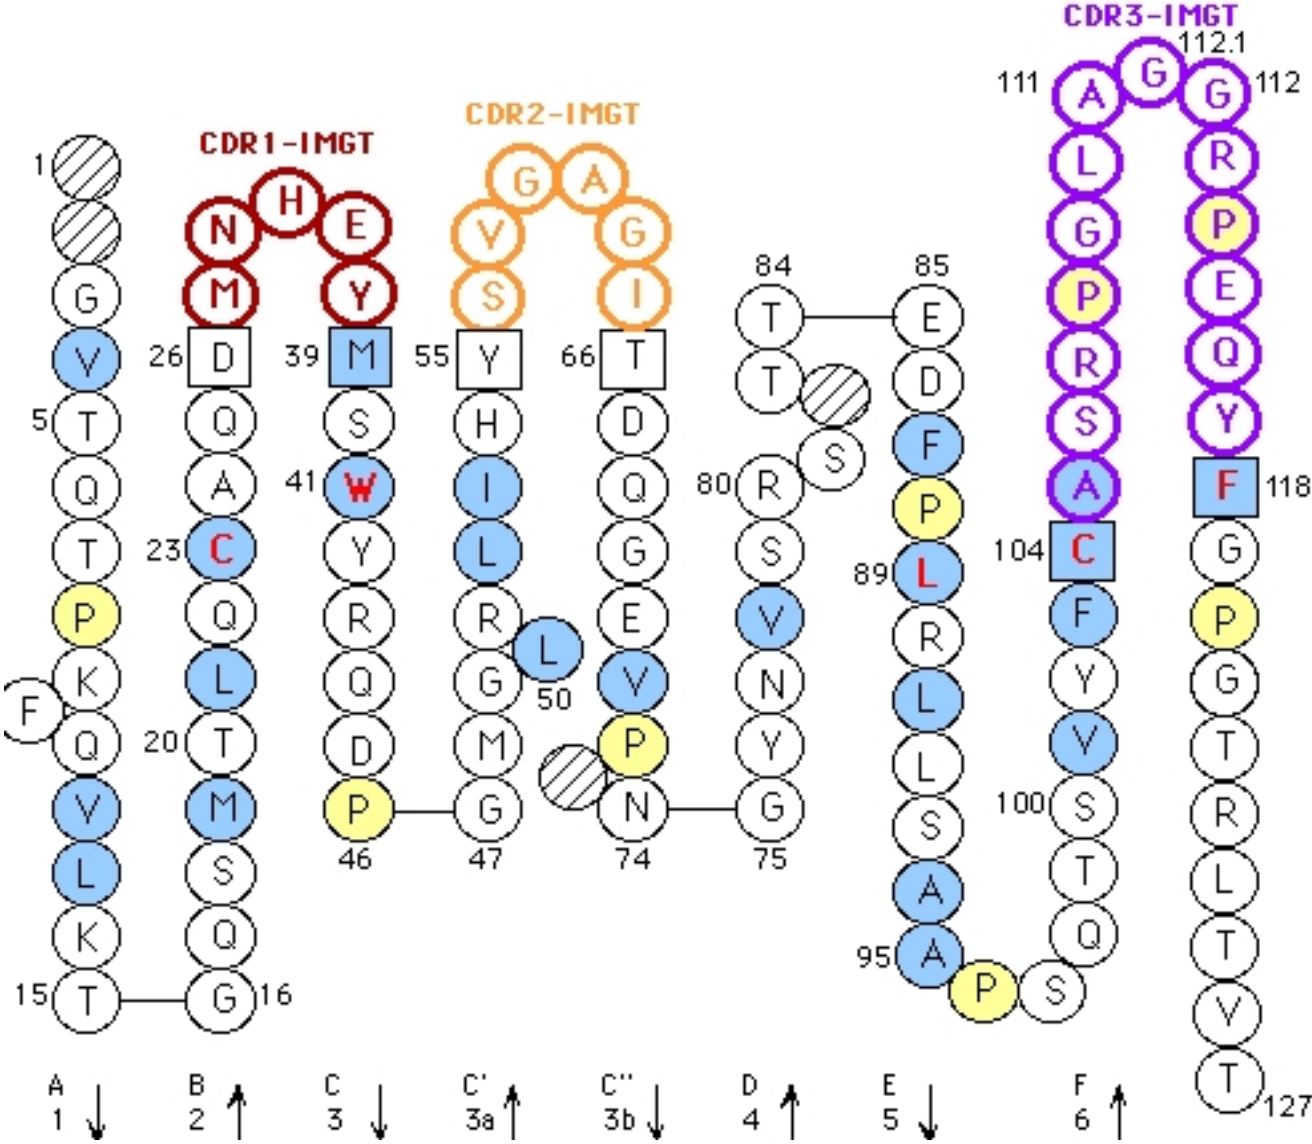 CDR3-IMGT
112.1
G
111 A G 112
CDR2-IMGT
CDR1-IMGT
1 L R
H G A
N E V G G P
84 85
G M Y S I P E
T E
V 26 D 39 M 55 Y 66 T R Q
T D
5 T Q S H D S Y
F
S
Q A 41 W I Q 80 R A F 118
P
T 23 C Y L G S 104 C G
89 L
P Q R R E V F P
R
L
K L Q G V N Y G
50 L
F
Q 20 T D M P Y V T
L
V M P G N G 100 S R
S
46 47 74 75
L S T L
A
K Q Q T
95 A
P S
15 T G 16
V
T
A B C C' C" D E F
127
1 2 3 3a 3b 4 5 6